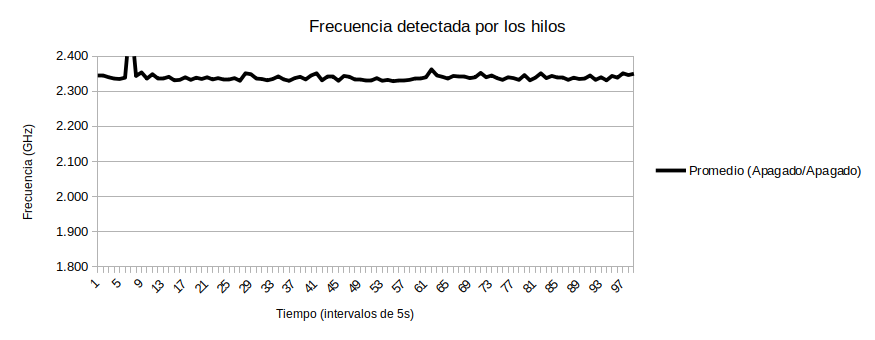 Frecuencia detectada por los hilos
2.400
2.300
2.200
2.100
2.000
1.900
1.800
Frecuencia (GHz)
1 5 9 13 17 21 25 29 33 37 41 45 49 53 57 61 65 69 73 77 81 85 89 93 97
Tiempo (intervalos de 5s)
Promedio (Apagado/Apagado)